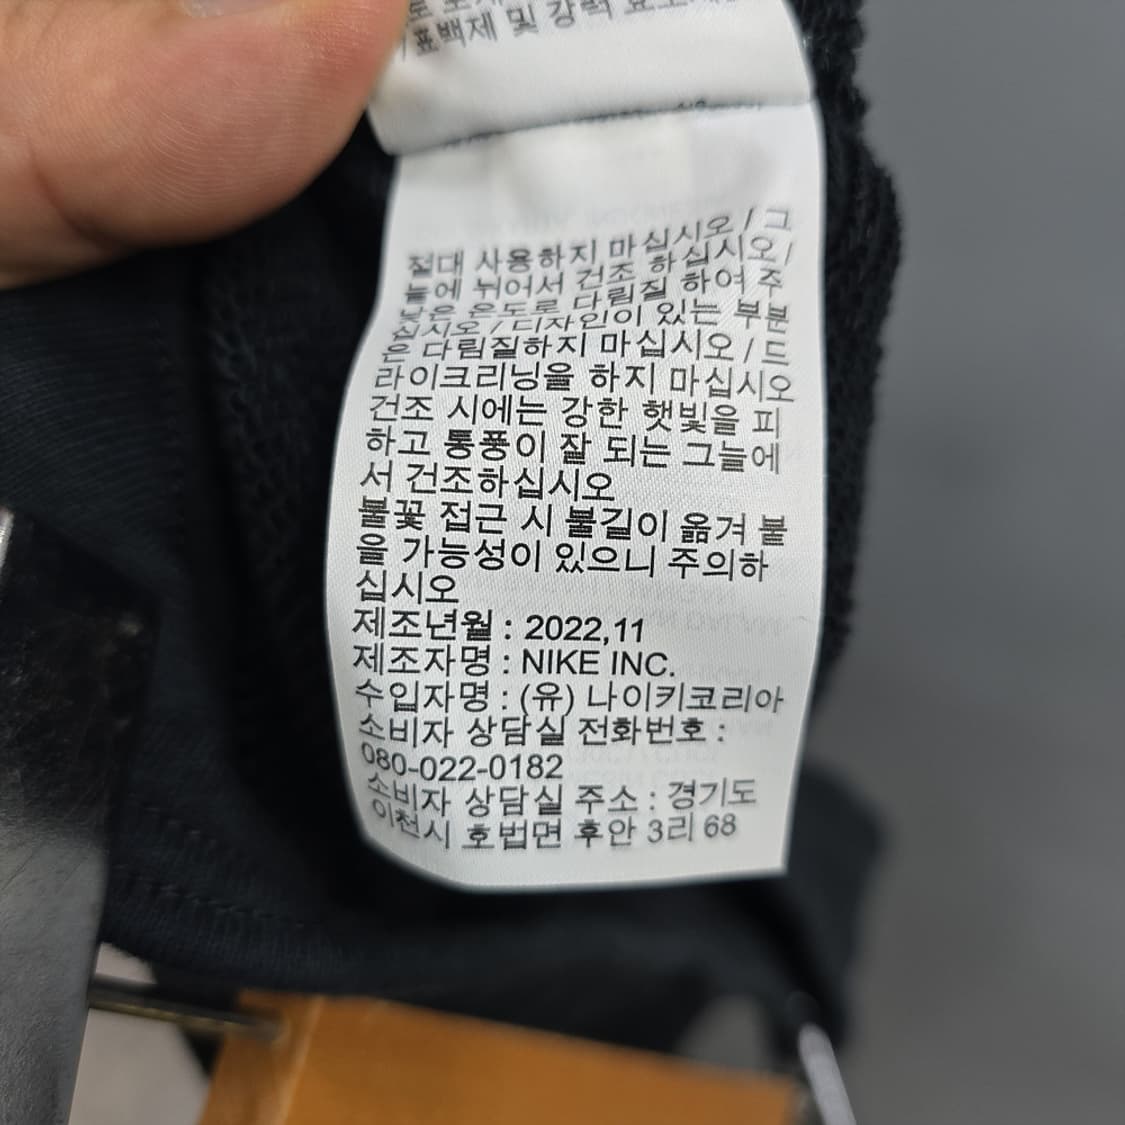 표백제 및 강력
절대 사용하지 마십시오 / 그
늘에 뉘어서 건조 하십시오 /
낮은 온도로 다림질 하여 주
십시오 / 디자인이 있는 부분
은 다림질하지 마십시오 / 드
라이크리닝을 하지 마십시오
건조 시에는 강한 햇빛을 피
하고 통풍이 잘 되는 그늘에
서 건조하십시오
불꽃 접근 시 불길이 옮겨 붙
을 가능성이 있으니 주의하
십시오
제조년월 : 2022,11
제조자명 : NIKE INC.
수입자명 : (유) 나이키코리아
소비자 상담실 전화번호 :
080-022-0182
소비자 상담실 주소 : 경기도
이천시 호법면 후안 3리 68